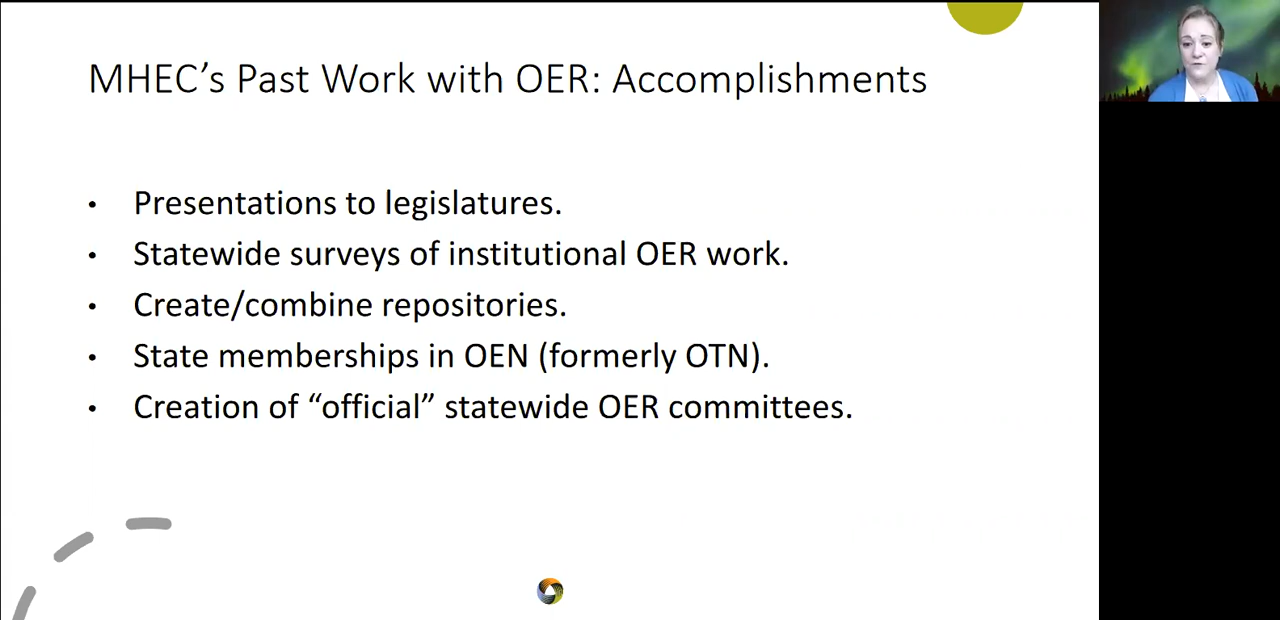 MHEC’s Past Work with OER: Accomplishments
• Presentations to legislatures.
• Statewide surveys of institutional OER work.
• Create/combine repositories.
• State memberships in OEN (formerly OTN).
• Creation of “official” statewide OER committees.